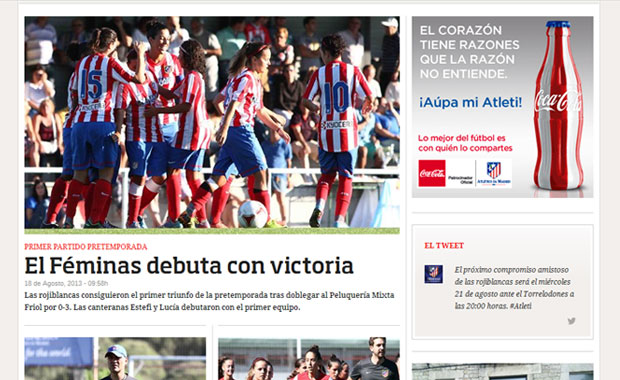 15
10
KYOCERA
PRIMER PARTIDO PRETEMPORADA
El Féminas debuta con victoria
18 de Agosto, 2013 - 09:58h
Las rojiblancas consiguieron el primer triunfo de la pretemporada tras doblegar al Peluquería Mixta
Friol por 0-3. Las canteranas Estefi y Lucía debutaron con el primer equipo.
EL CORAZÓN
TIENE RAZONES
QUE LA RAZÓN
NO ENTIENDE.
¡Aúpa mi Atleti!
Coca-Cola
Lo mejor del fútbol es
con quién lo compartes
Coca-Cola
Patrocinador
Oficial
ATLÉTICO DE MADRID
EL TWEET
El próximo compromiso amistoso
de las rojiblancas será el miércoles
21 de agosto ante el Torrelodones a
las 20:00 horas. #Atleti